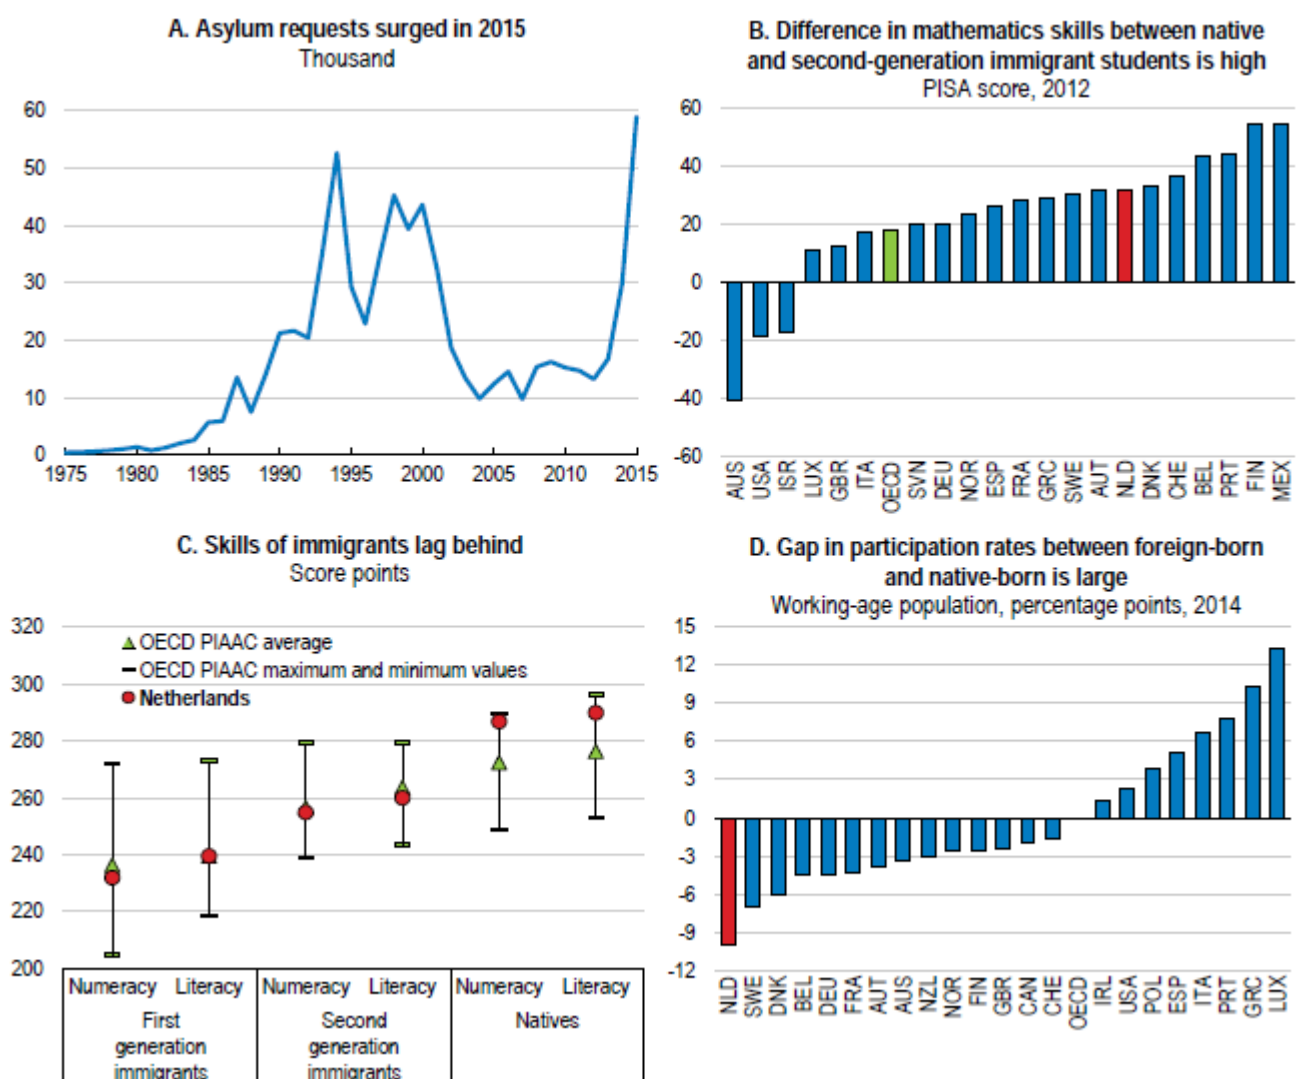 A. Asylum requests surged in 2015
Thousand
60
50
40
30
20
10
0
1975 1980 1985 1990 1995 2000 2005 2010 2015
B. Difference in mathematics skills between native
and second-generation immigrant students is high
PISA score, 2012
60
40
20
0
-20
-40
-60
AUS USA ISR LUX GBR ITA OECD SVN DEU NOR ESP FRA GRC SWE AUT NLD DNK CHE BEL PRT FIN MEX
C. Skills of immigrants lag behind
Score points
320
300
280
260
240
220
200
OECD PIAAC average
OECD PIAAC maximum and minimum values
Netherlands
Numeracy Literacy Numeracy Literacy Numeracy Literacy
First
generation
immigrants
Second
generation
immigrants
Natives
D. Gap in participation rates between foreign-born
and native-born is large
Working-age population, percentage points, 2014
15
12
9
6
3
0
-3
-6
-9
-12
NLD SWE DNK BEL DEU FRA AUT AUS NZL NOR FIN GBR CAN CHE OECD IRL USA POL ESP ITA PRT GRC LUX